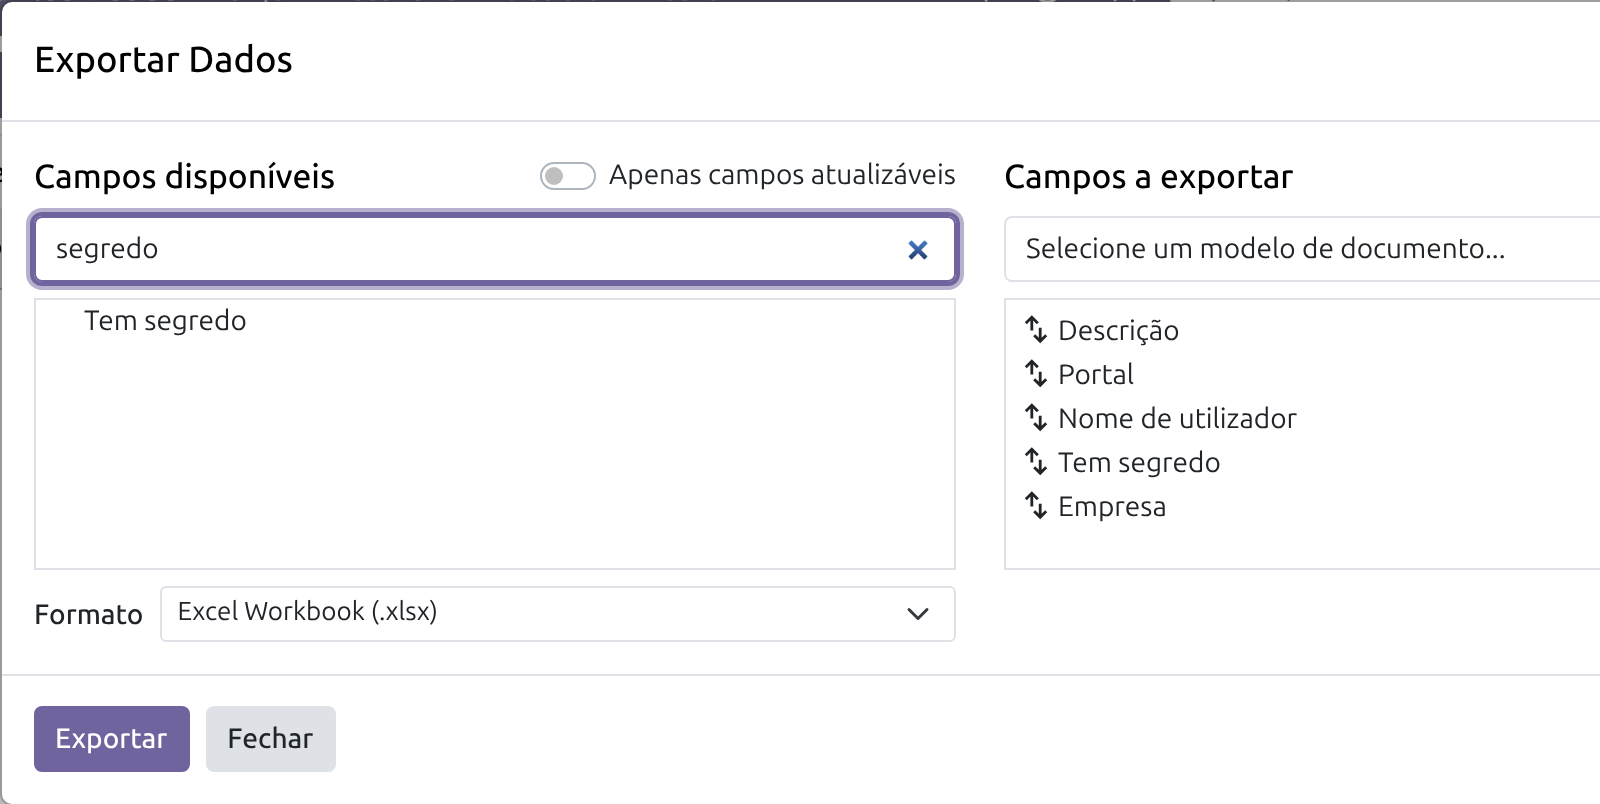 Exportar Dados
Campos disponíveis
Apenas campos atualizáveis
segredo
Tem segredo
Formato
Excel Workbook (.xlsx)
Campos a exportar
Selecione um modelo de documento...
Descrição
Portal
Nome de utilizador
Tem segredo
Empresa
Exportar
Fechar